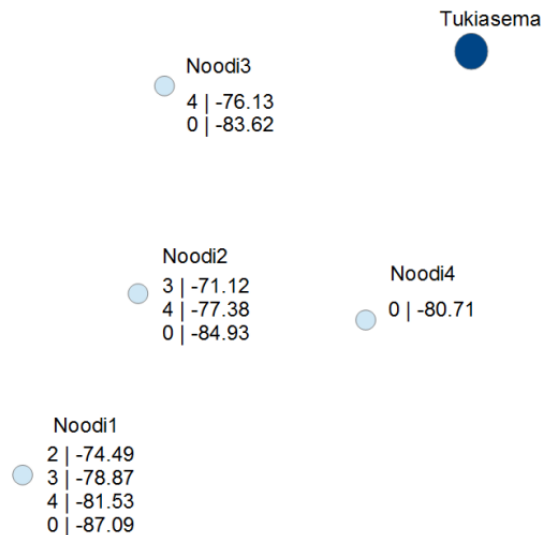 Tukiasema
Noodi3
4 | -76.13
0 | -83.62
Noodi2
3 | -71.12
4 | -77.38
0 | -84.93
Noodi4
0 | -80.71
Noodi1
2 | -74.49
3 | -78.87
4 | -81.53
0 | -87.09